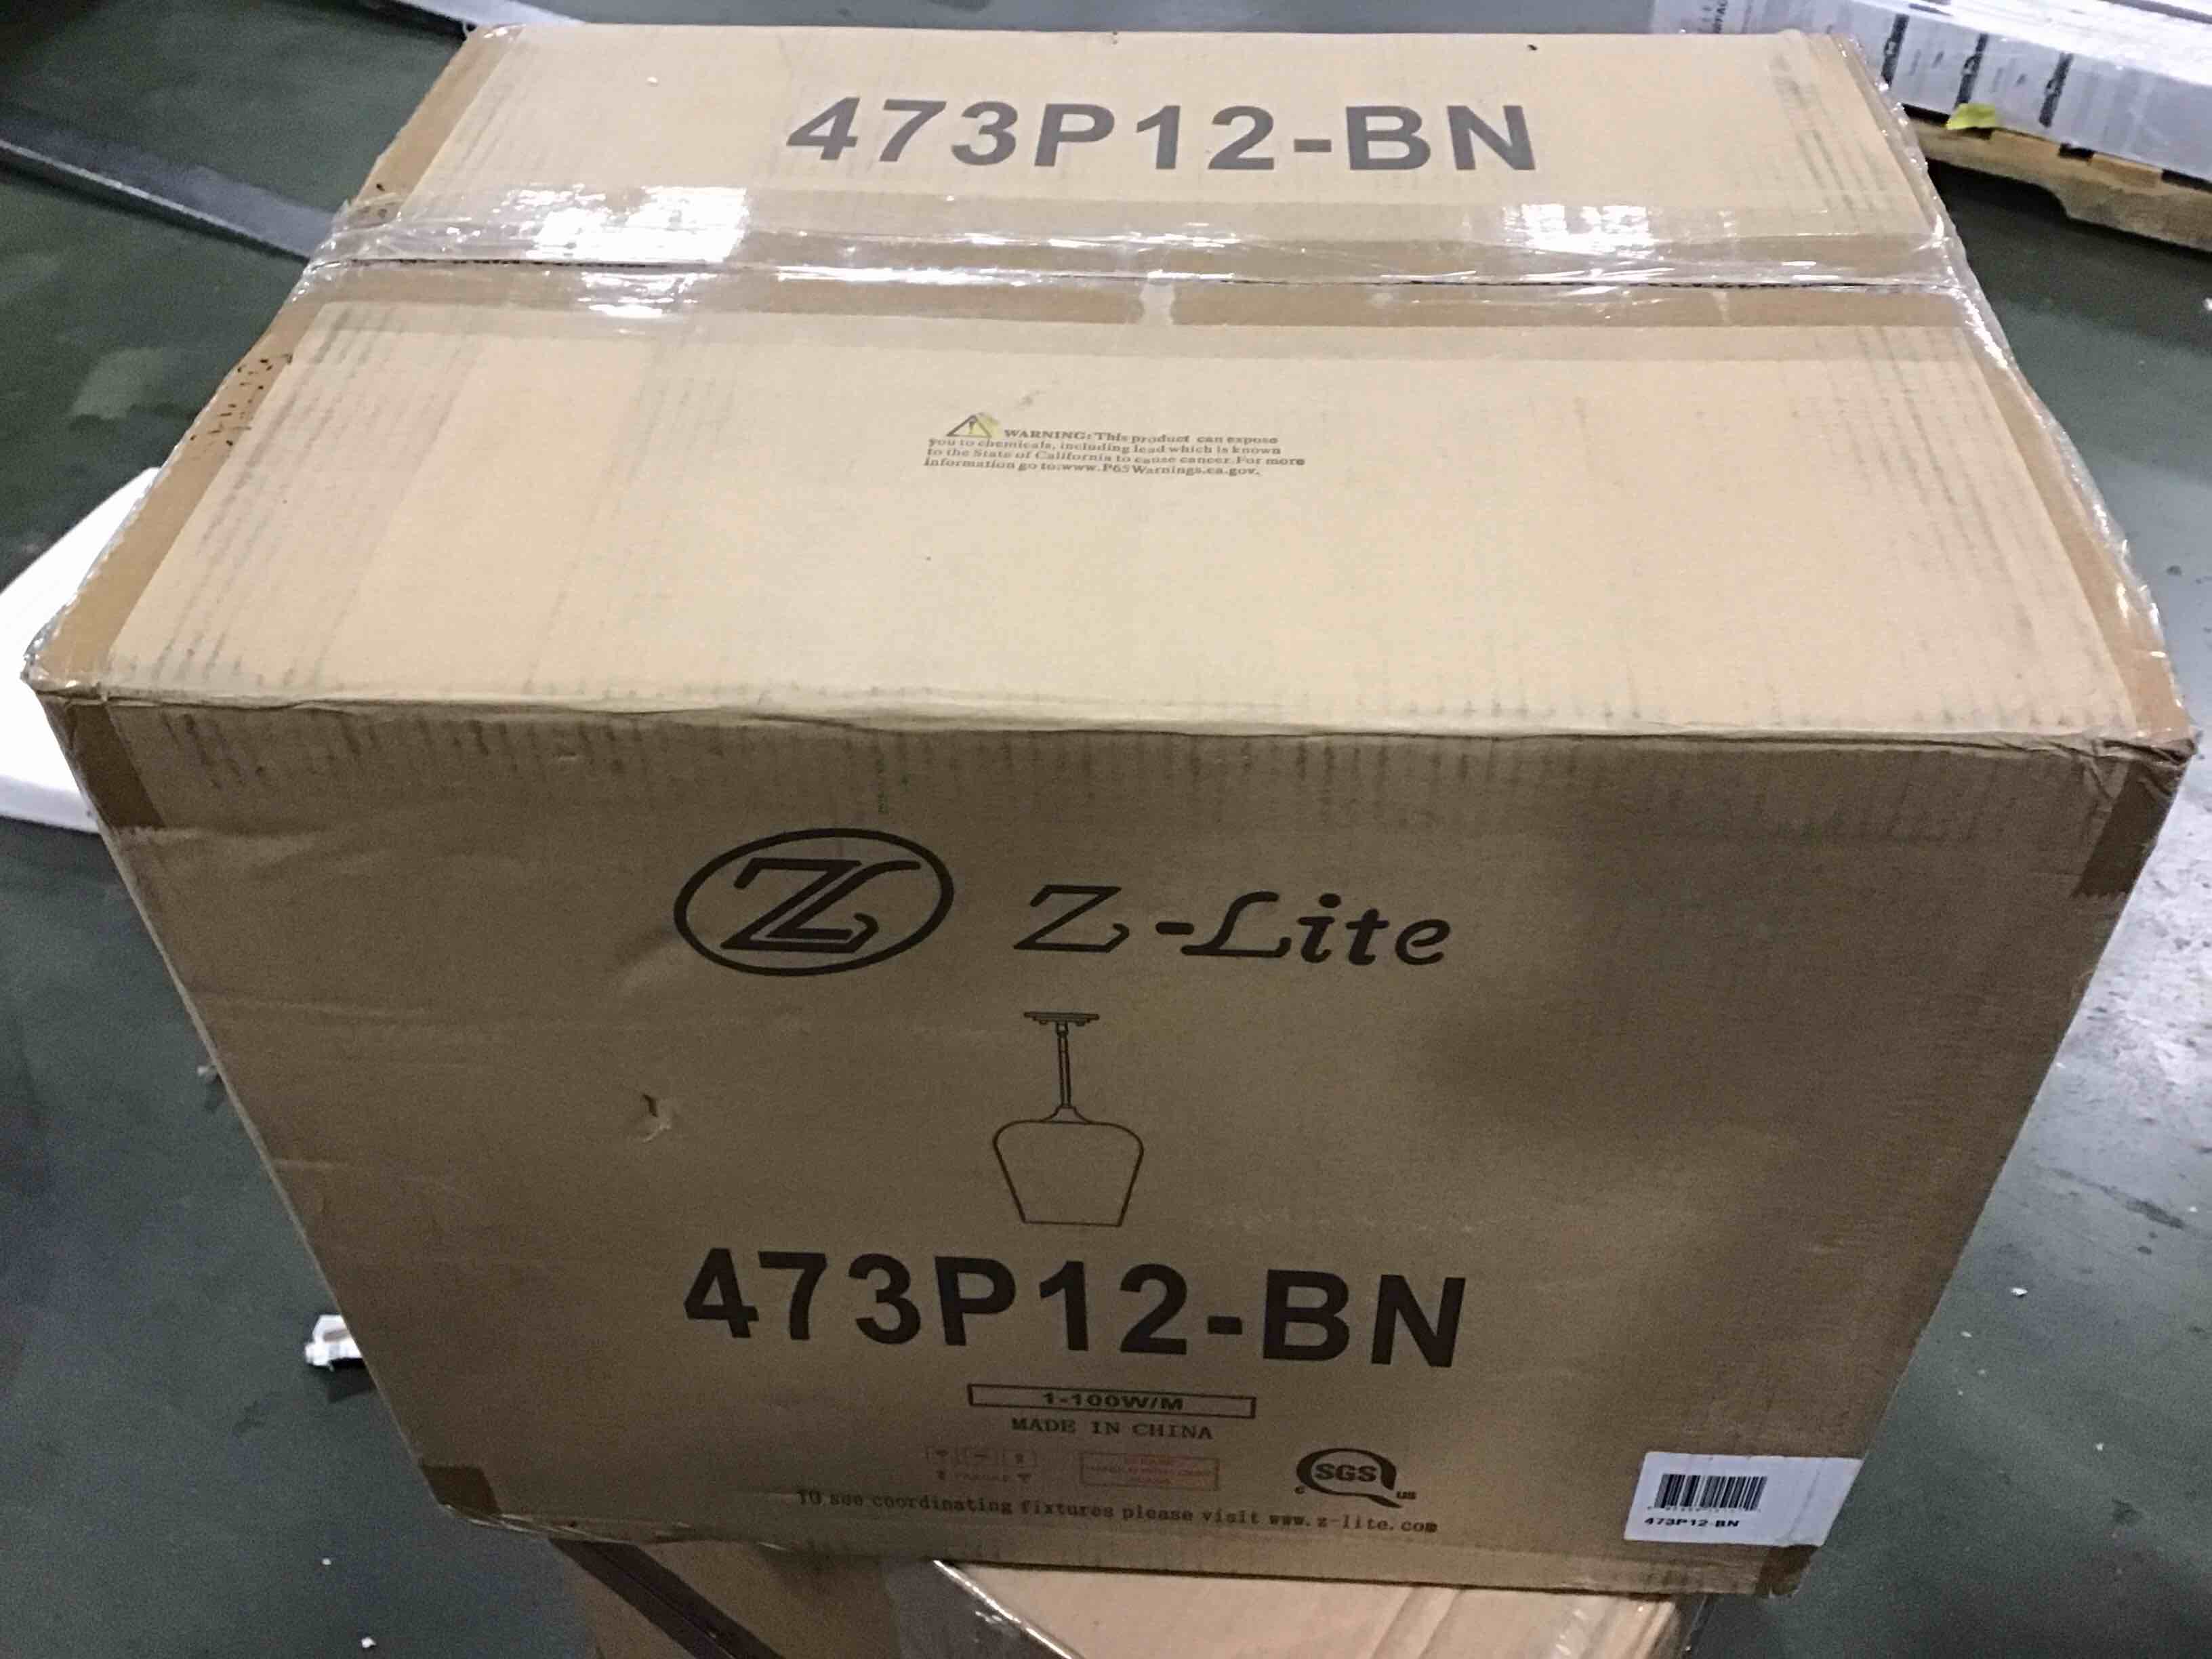 473P12-BN
WARNING: This product can expose
you to chemicals, including lead which is known
to the State of California to cause cancer. For more
information go to:www.P65Warnings.ca.gov.
Z-Lite
473P12-BN
1-100W/M
MADE IN CHINA
SGS
c us
TO see coordinating fixtures please visit www.z-lite.com
473P12-BN